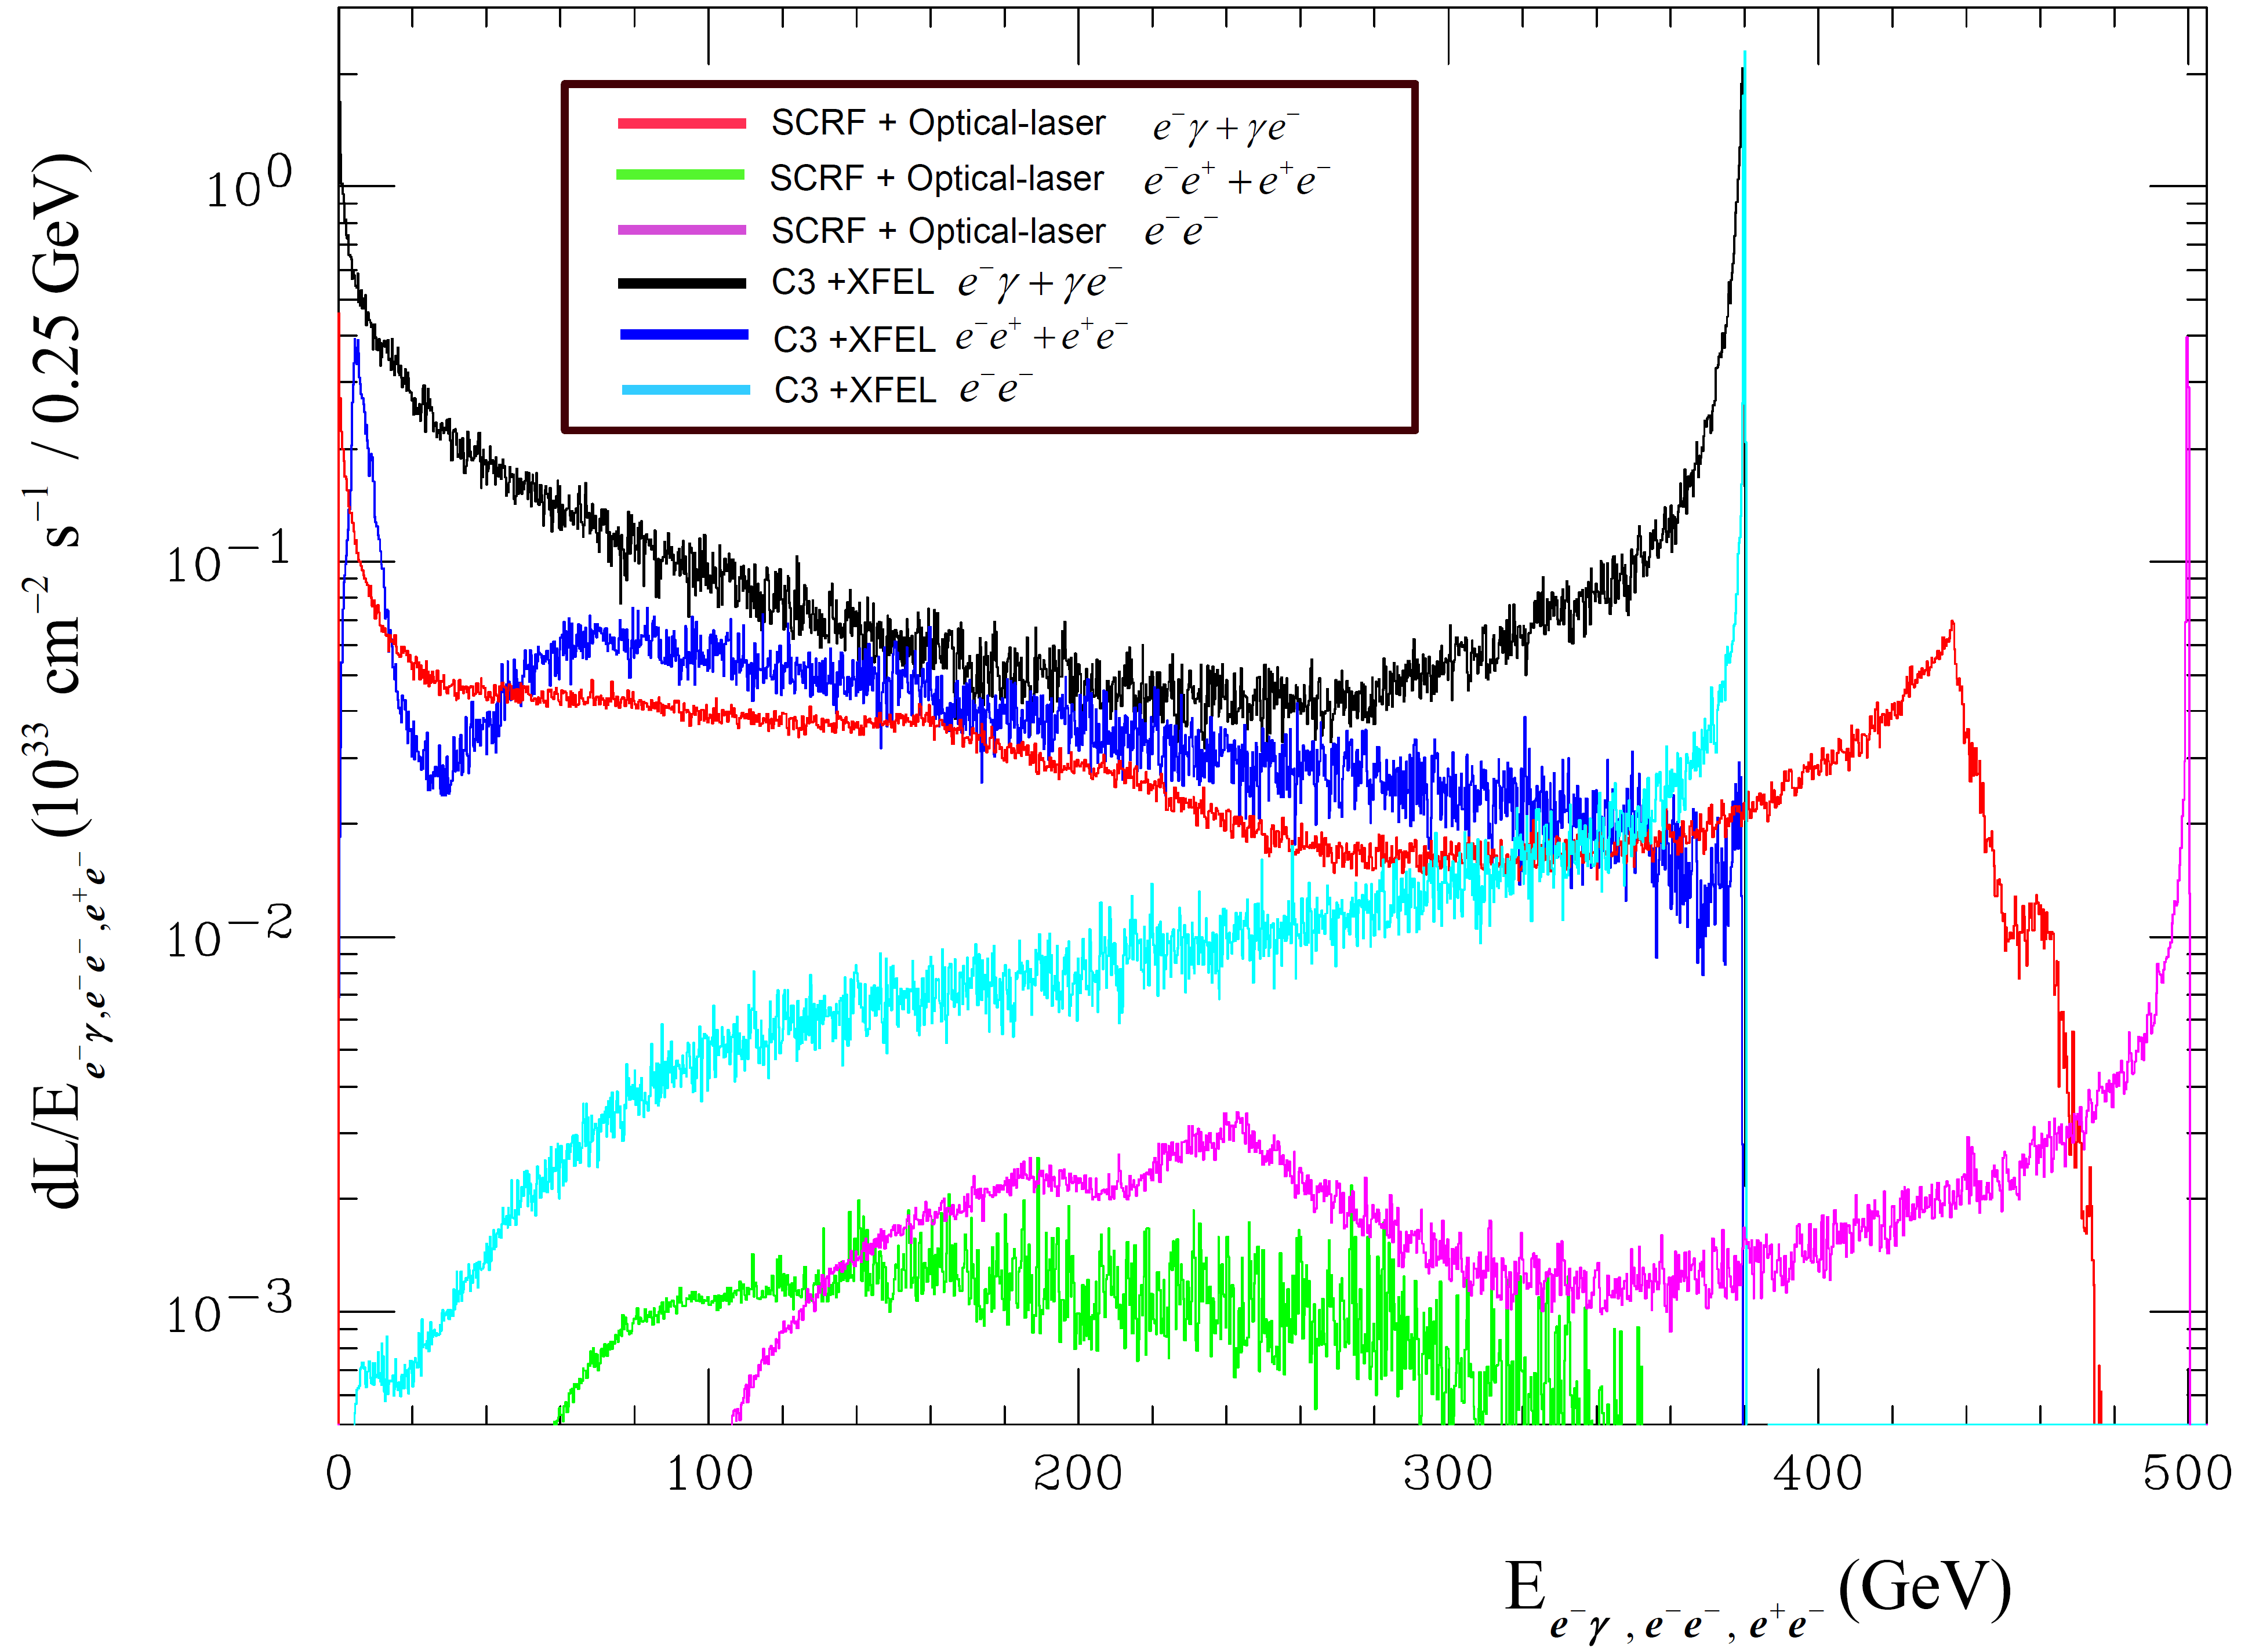 SCRF + Optical-laser e⁻γ + γe⁻
SCRF + Optical-laser e⁻e⁺ + e⁺e⁻
SCRF + Optical-laser e⁻e⁻
C3 +XFEL e⁻γ + γe⁻
C3 +XFEL e⁻e⁺ + e⁺e⁻
C3 +XFEL e⁻e⁻
dL/E e⁻γ,e⁻e⁻,e⁺e⁻ (10³³ cm⁻² s⁻¹ / 0.25 GeV)
10⁰
10⁻¹
10⁻²
10⁻³
0 100 200 300 400 500
E e⁻γ , e⁻e⁻, e⁺e⁻ (GeV)